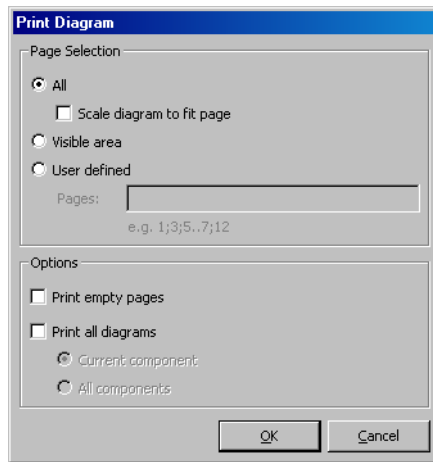 Print Diagram
Page Selection
All
Scale diagram to fit page
Visible area
User defined
Pages:
e.g. 1;3;5..7;12
Options
Print empty pages
Print all diagrams
Current component
All components
OK Cancel